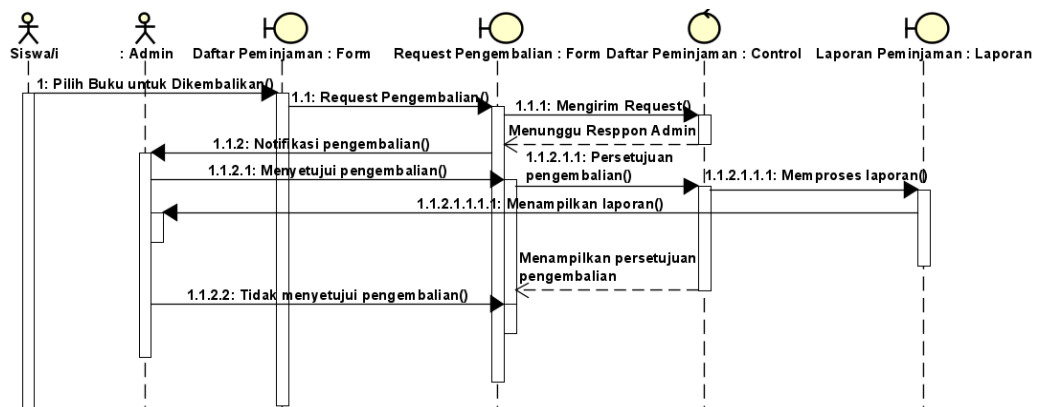 Siswa/i
: Admin
Daftar Peminjaman : Form
Request Pengembalian : Form
Daftar Peminjaman : Control
Laporan Peminjaman : Laporan
1: Pilih Buku untuk Dikembalikan()
1.1: Request Pengembalian()
1.1.1: Mengirim Request()
Menunggu Resppon Admin
1.1.2: Notifikasi pengembalian()
1.1.2.1: Menyetujui pengembalian()
1.1.2.1.1: Persetujuan
pengembalian()
1.1.2.1.1.1: Memproses laporan()
1.1.2.1.1.1.1: Menampilkan laporan()
Menampilkan persetujuan
pengembalian
1.1.2.2: Tidak menyetujui pengembalian()